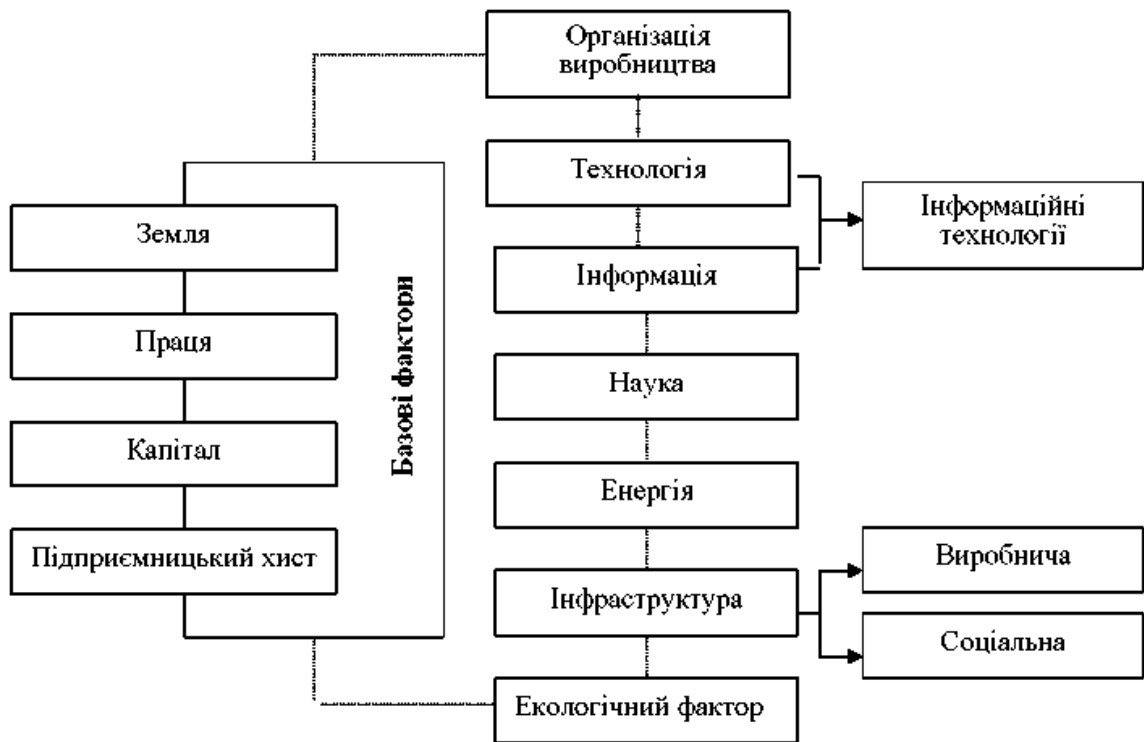 Організація
виробництва
Технологія
Інформаційні
технології
Земля
Інформація
Праця
Базові фактори
Наука
Капітал
Енергія
Підприємницький хист
Виробнича
Інфраструктура
Соціальна
Екологічний фактор